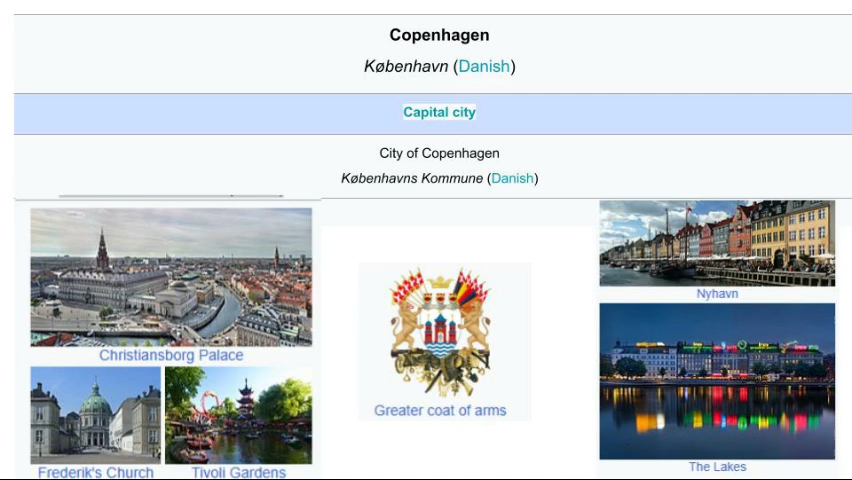 Copenhagen
København (Danish)
Capital city
City of Copenhagen
Københavns Kommune (Danish)
Christiansborg Palace
Frederik's Church
Tivoli Gardens
Greater coat of arms
Nyhavn
The Lakes